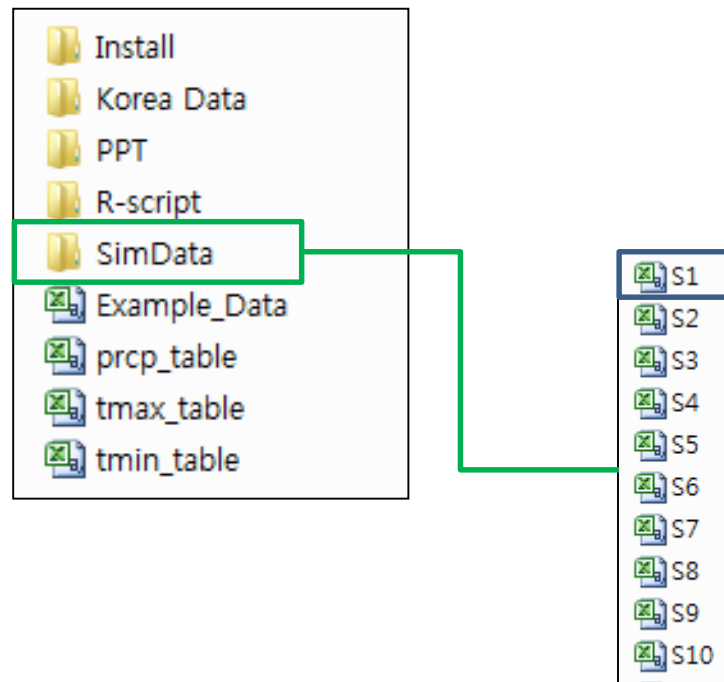 Install
Korea Data
PPT
R-script
SimData
Example_Data
prcp_table
tmax_table
tmin_table
S1
S2
S3
S4
S5
S6
S7
S8
S9
S10